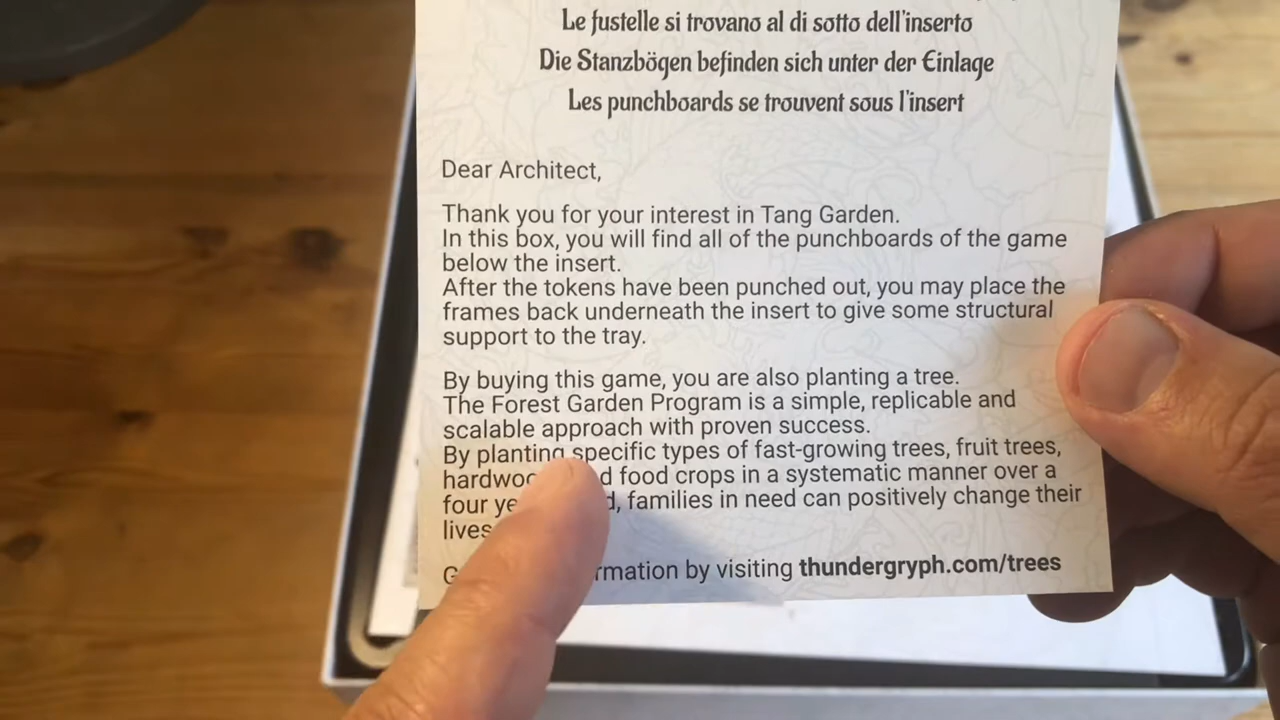 Le fustelle si trovano al di sotto dell'inserto
Die Stanzbögen befinden sich unter der Einlage
Les punchboards se trouvent sous l'insert
Dear Architect,
Thank you for your interest in Tang Garden.
In this box, you will find all of the punchboards of the game
below the insert.
After the tokens have been punched out, you may place the
frames back underneath the insert to give some structural
support to the tray.
By buying this game, you are also planting a tree.
The Forest Garden Program is a simple, replicable and
scalable approach with proven success.
By planting specific types of fast-growing trees, fruit trees,
food crops in a systematic manner over a
four families in need can positively change their
lives
by visiting thundergryph.com/trees